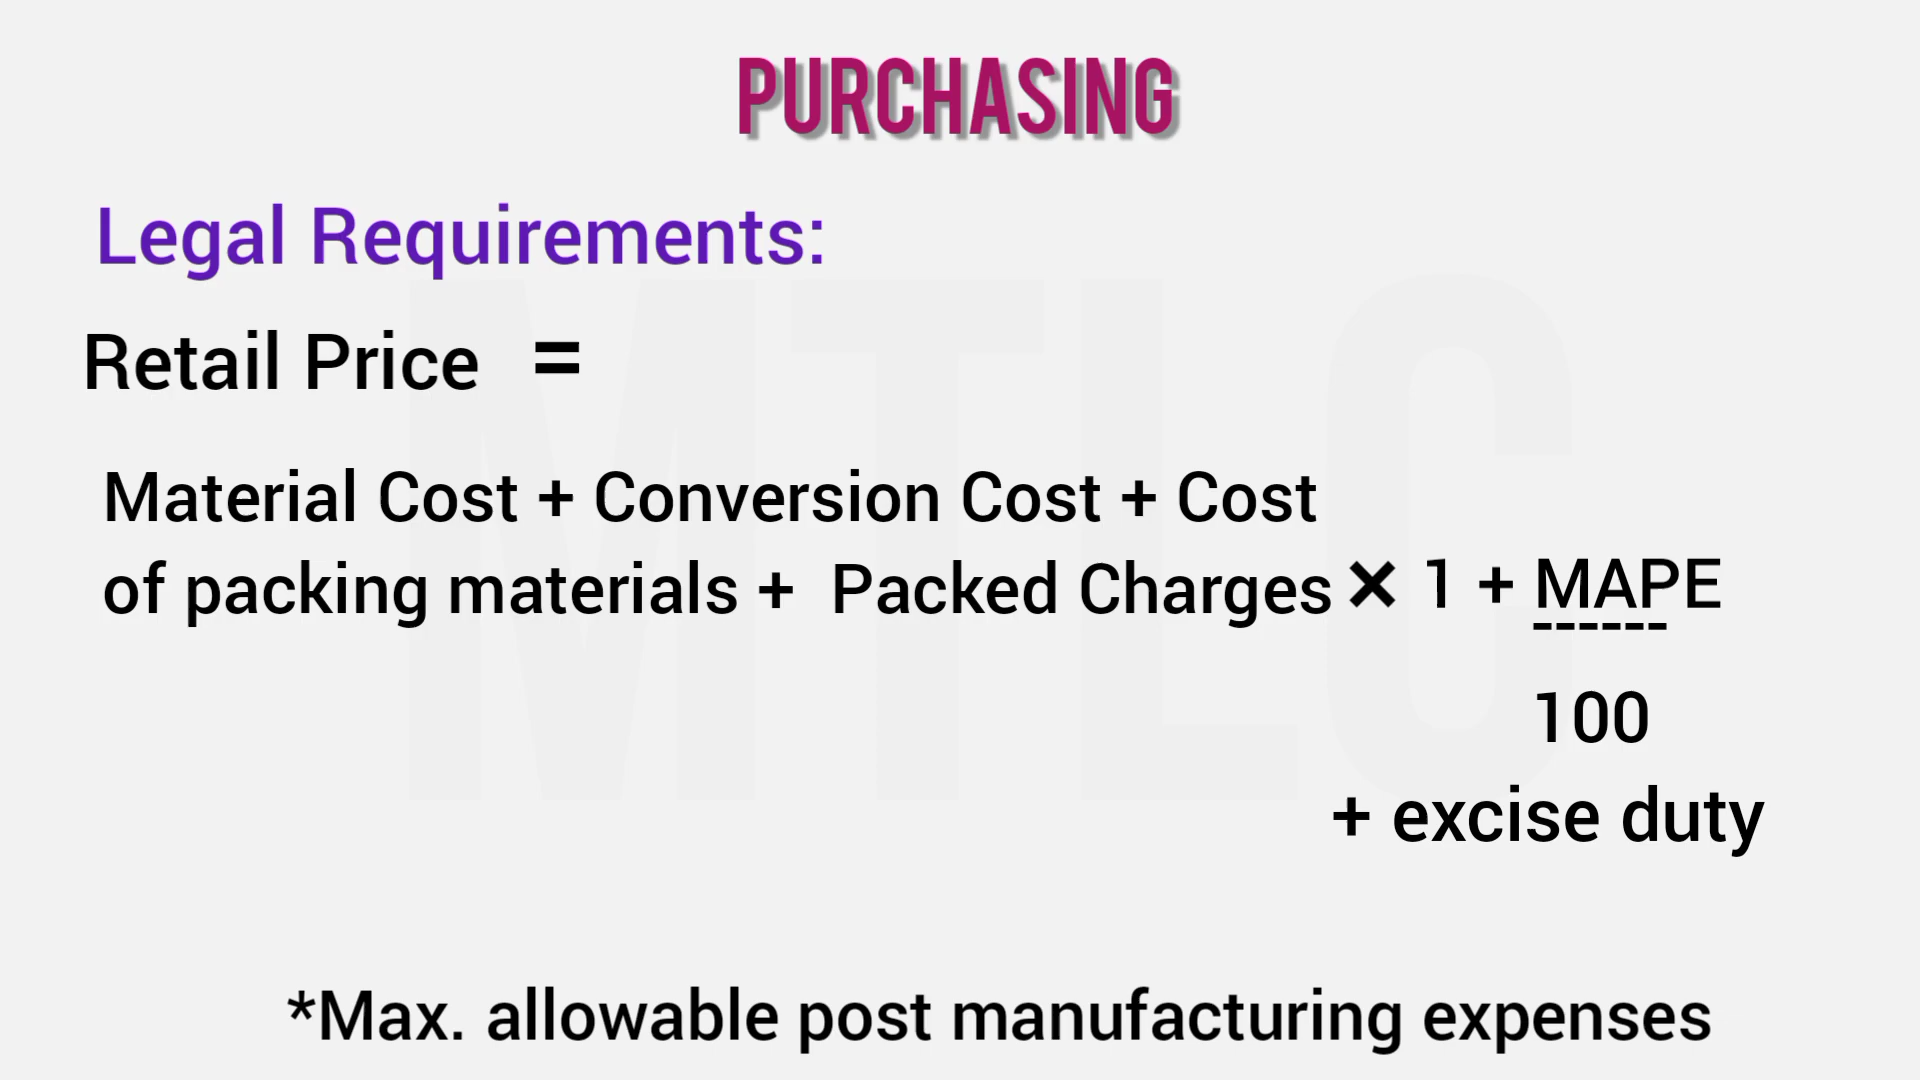 PURCHASING
Legal Requirements:
Retail Price =
Material Cost + Conversion Cost + Cost
of packing materials + Packed Charges × 1 + MAPE
------
100
+ excise duty
*Max. allowable post manufacturing expenses
MTLC